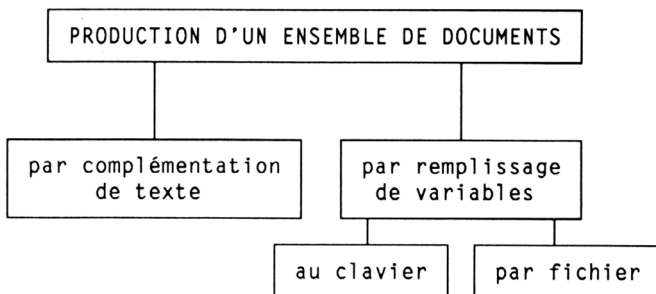 PRODUCTION D'UN ENSEMBLE DE DOCUMENTS
par complémentation
de texte
par remplissage
de variables
au clavier
par fichier